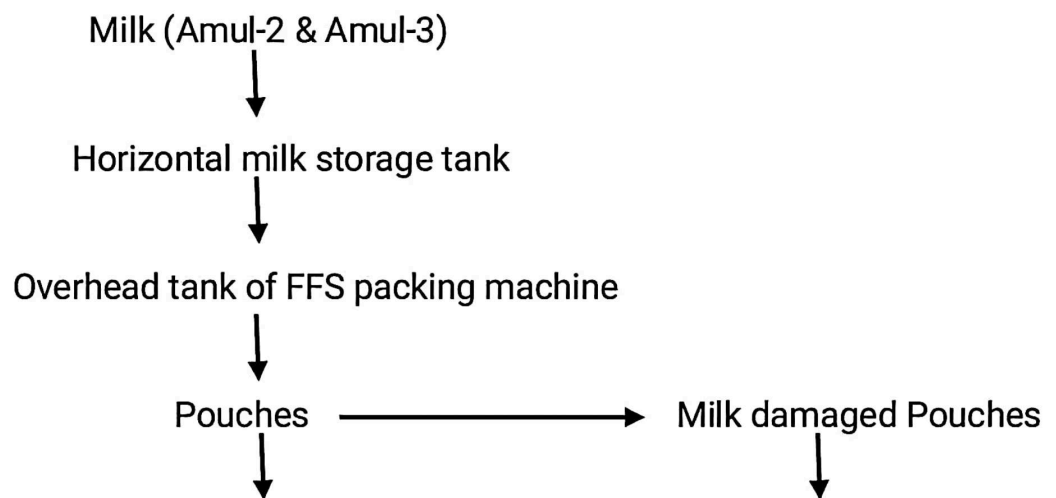 Milk (Amul-2 & Amul-3)
Horizontal milk storage tank
Overhead tank of FFS packing machine
Pouches
Milk damaged Pouches